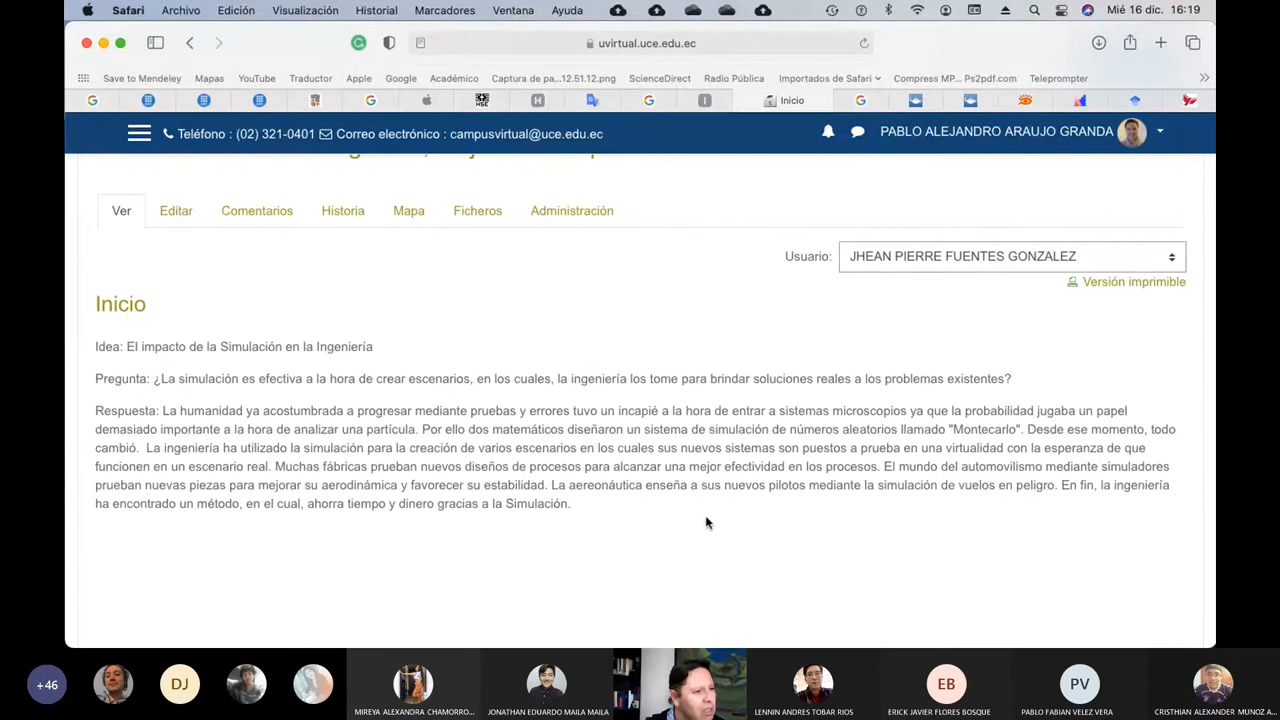 Safari Archivo Edición Visualización Historial Marcadores Ventana Ayuda Mié 16 dic. 16:19
uvirtual.uce.edu.ec
Save to Mendeley Mapas YouTube Traductor Apple Google Académico Captura de pa...12.51.12.png ScienceDirect Radio Pública Importados de Safari Compress MP... Ps2pdf.com Teleprompter
Inicio
Teléfono : (02) 321-0401 Correo electrónico : campusvirtual@uce.edu.ec PABLO ALEJANDRO ARAUJO GRANDA
Ver Editar Comentarios Historia Mapa Ficheros Administración
Usuario: JHEAN PIERRE FUENTES GONZALEZ
Versión imprimible
Inicio
Idea: El impacto de la Simulación en la Ingeniería
Pregunta: ¿La simulación es efectiva a la hora de crear escenarios, en los cuales, la ingeniería los tome para brindar soluciones reales a los problemas existentes?
Respuesta: La humanidad ya acostumbrada a progresar mediante pruebas y errores tuvo un incapié a la hora de entrar a sistemas microscopios ya que la probabilidad jugaba un papel
demasiado importante a la hora de analizar una partícula. Por ello dos matemáticos diseñaron un sistema de simulación de números aleatorios llamado "Montecarlo". Desde ese momento, todo
cambió. La ingeniería ha utilizado la simulación para la creación de varios escenarios en los cuales sus nuevos sistemas son puestos a prueba en una virtualidad con la esperanza de que
funcionen en un escenario real. Muchas fábricas prueban nuevos diseños de procesos para alcanzar una mejor efectividad en los procesos. El mundo del automovilismo mediante simuladores
prueban nuevas piezas para mejorar su aerodinámica y favorecer su estabilidad. La aereonáutica enseña a sus nuevos pilotos mediante la simulación de vuelos en peligro. En fin, la ingeniería
ha encontrado un método, en el cual, ahorra tiempo y dinero gracias a la Simulación.
+46 DJ EB PV
MIREYA ALEXANDRA CHAMORRO... JONATHAN EDUARDO MAILA MAILA LENNIN ANDRES TOBAR RIOS ERICK JAVIER FLORES BOSQUE PABLO FABIAN VELEZ VERA CRISTHIAN ALEXANDER MUNOZ A...